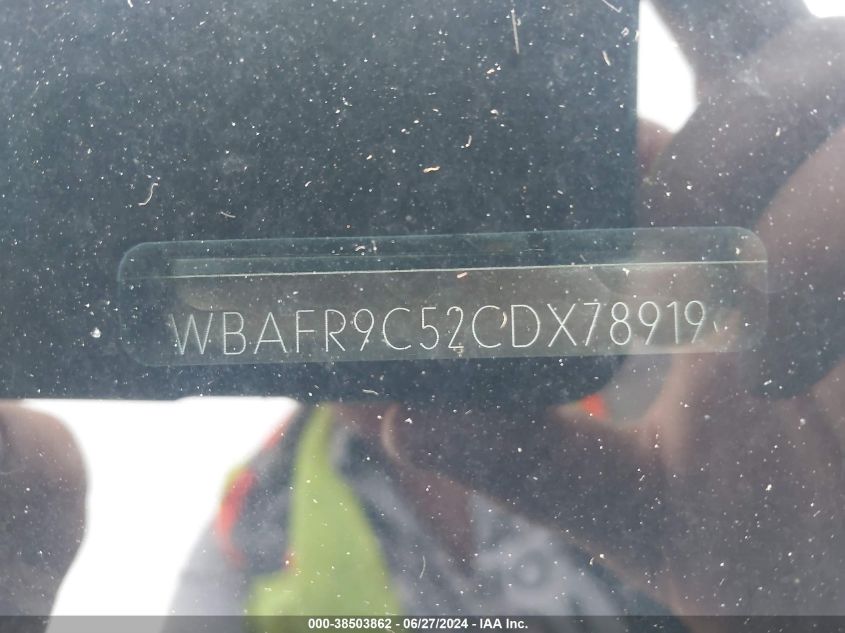 WBAFR9C52CDX78919
000-38503862 - 06/27/2024 - IAA Inc.